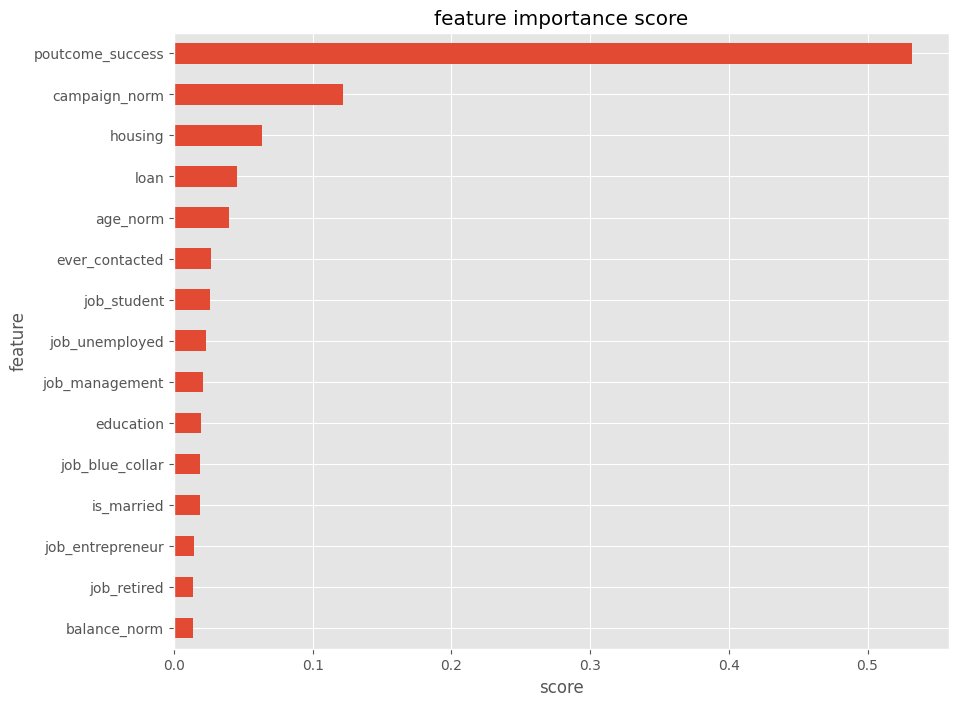 feature importance score
poutcome_success
campaign_norm
housing
loan
age_norm
ever_contacted
job_student
job_unemployed
job_management
education
job_blue_collar
is_married
job_entrepreneur
job_retired
balance_norm
feature
0.0 0.1 0.2 0.3 0.4 0.5
score